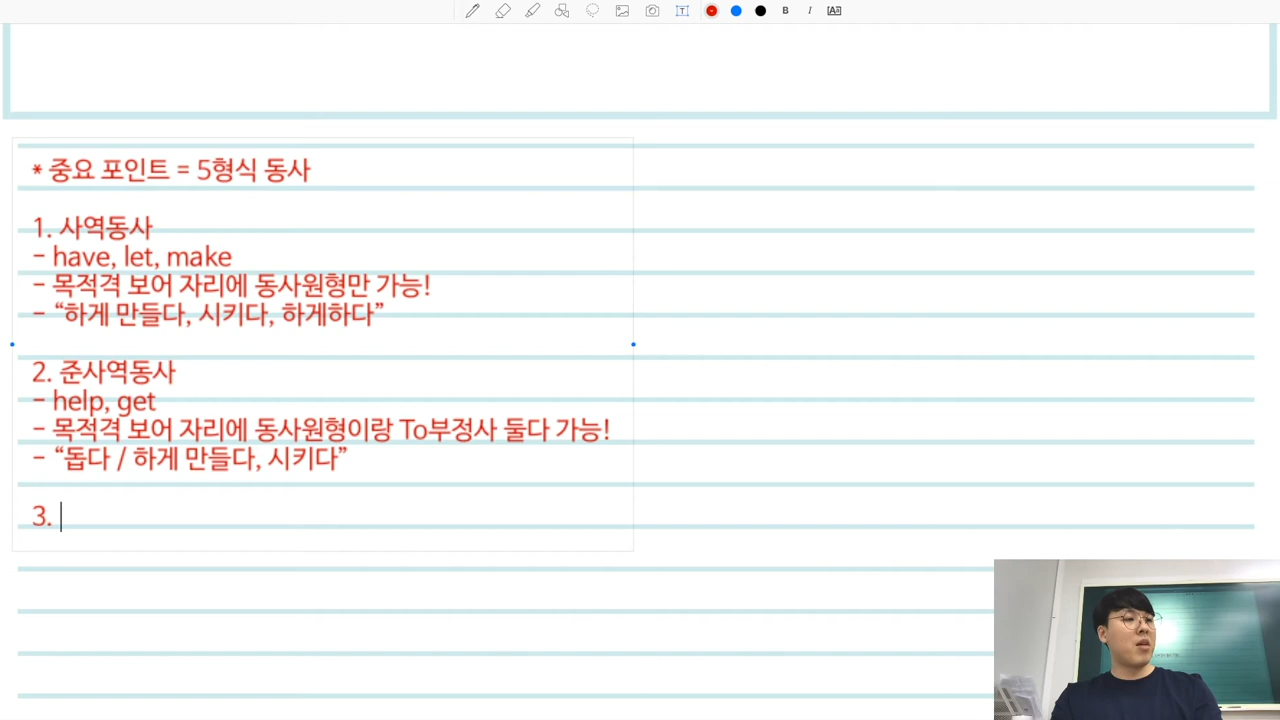 T
B
I
* 중요 포인트 = 5형식 동사
1. 사역동사
- have, let, make
- 목적격 보어 자리에 동사원형만 가능!
- “하게 만들다, 시키다, 하게하다”
2. 준사역동사
- help, get
- 목적격 보어 자리에 동사원형이랑 To부정사 둘다 가능!
- “돕다 / 하게 만들다, 시키다”
3.